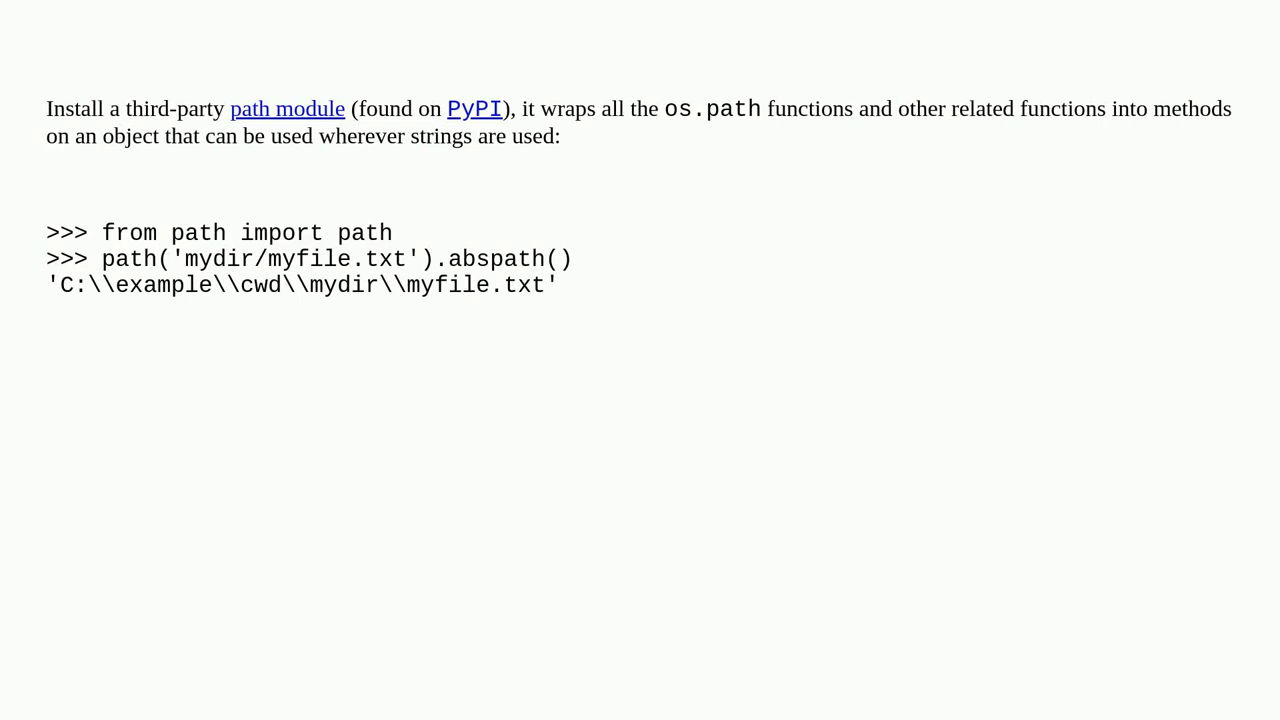 Install a third-party path module (found on PyPI), it wraps all the os.path functions and other related functions into methods
on an object that can be used wherever strings are used:
>>> from path import path
>>> path('mydir/myfile.txt').abspath()
'C:\\example\\cwd\\mydir\\myfile.txt'